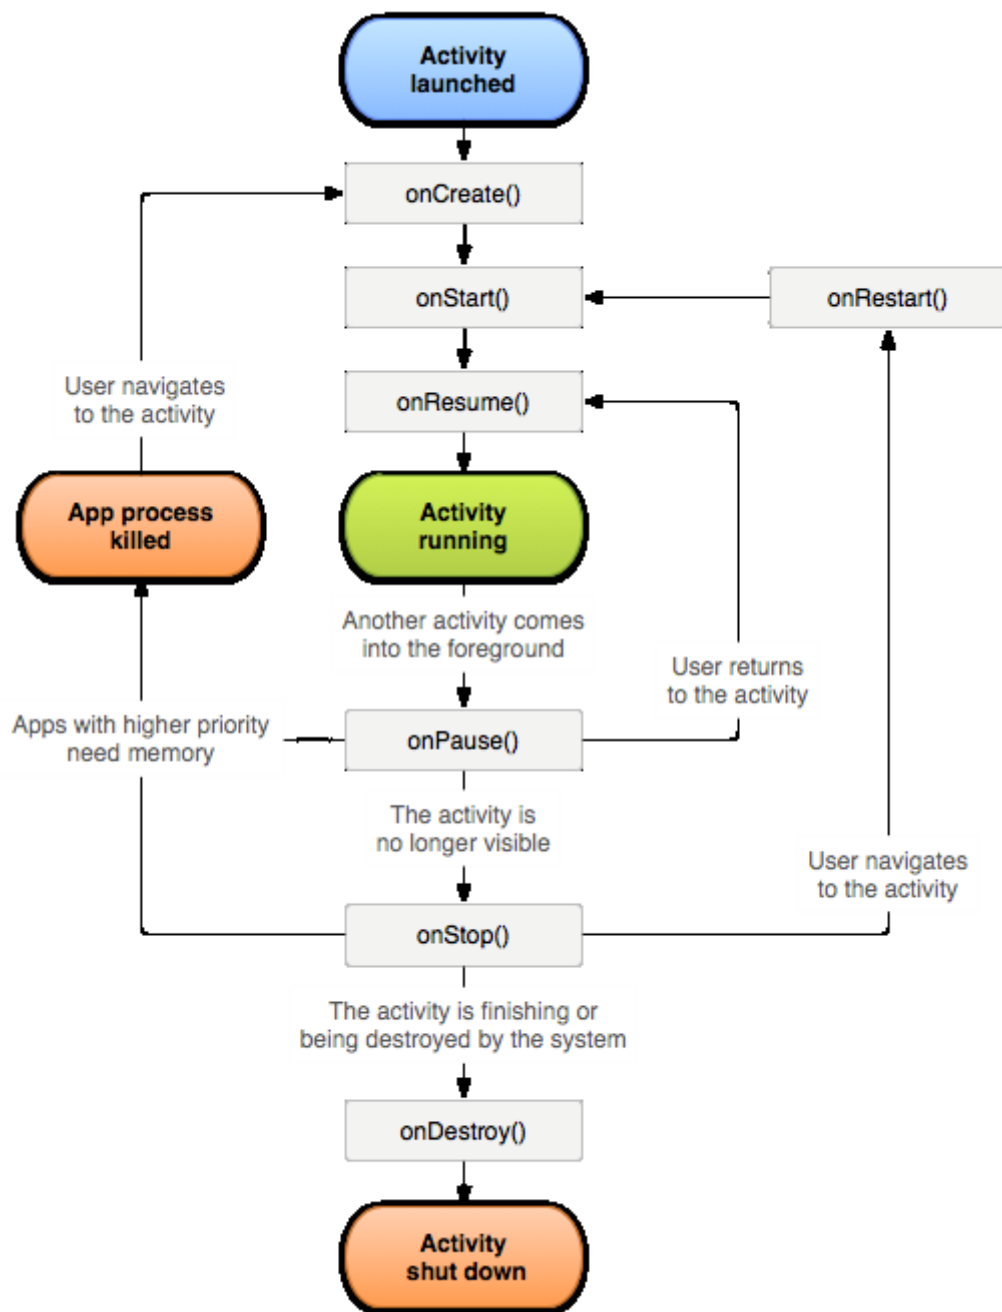 Activity
launched
onCreate()
onStart()
onRestart()
User navigates
to the activity
onResume()
App process
killed
Activity
running
Another activity comes
into the foreground
User returns
to the activity
Apps with higher priority
need memory
onPause()
The activity is
no longer visible
User navigates
to the activity
onStop()
The activity is finishing or
being destroyed by the system
onDestroy()
Activity
shut down